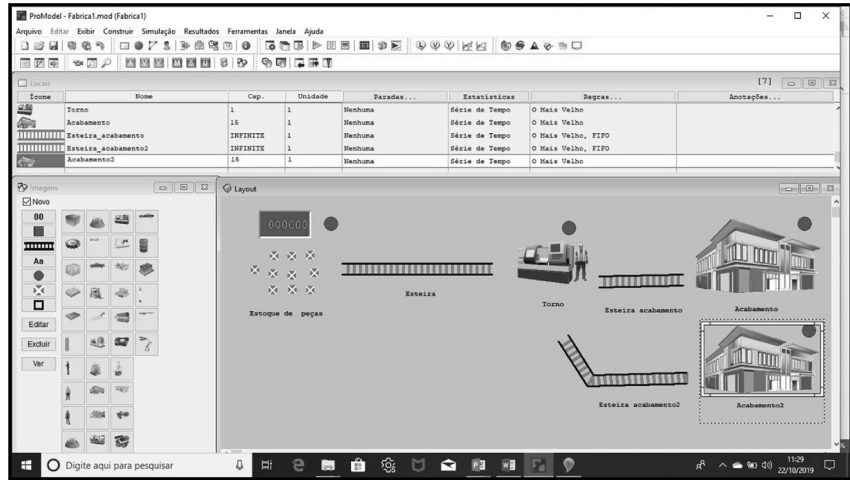 ProModel - Fabrica1.mod (Fabrica1)
Arquivo Editar Exibir Construir Simulação Resultados Ferramentas Janela Ajuda
Locais
[7]
Ícone Nome Cap. Unidade Paradas... Estatísticas Regras... Anotações...
Torno 1 1 Nenhuma Série de Tempo O Mais Velho
Acabamento 15 1 Nenhuma Série de Tempo O Mais Velho
Esteira_acabamento INFINITE 1 Nenhuma Série de Tempo O Mais Velho, FIFO
Esteira_acabamento2 INFINITE 1 Nenhuma Série de Tempo O Mais Velho, FIFO
Acabamento2 15 1 Nenhuma Série de Tempo O Mais Velho
Imagens
Novo
00
Aa
Editar
Excluir
Ver
Layout
000000
Estoque de peças
Esteira
Torno
Esteira acabamento
Acabamento
Esteira acabamento2
Acabamento2
Digite aqui para pesquisar
11:29
22/10/2019